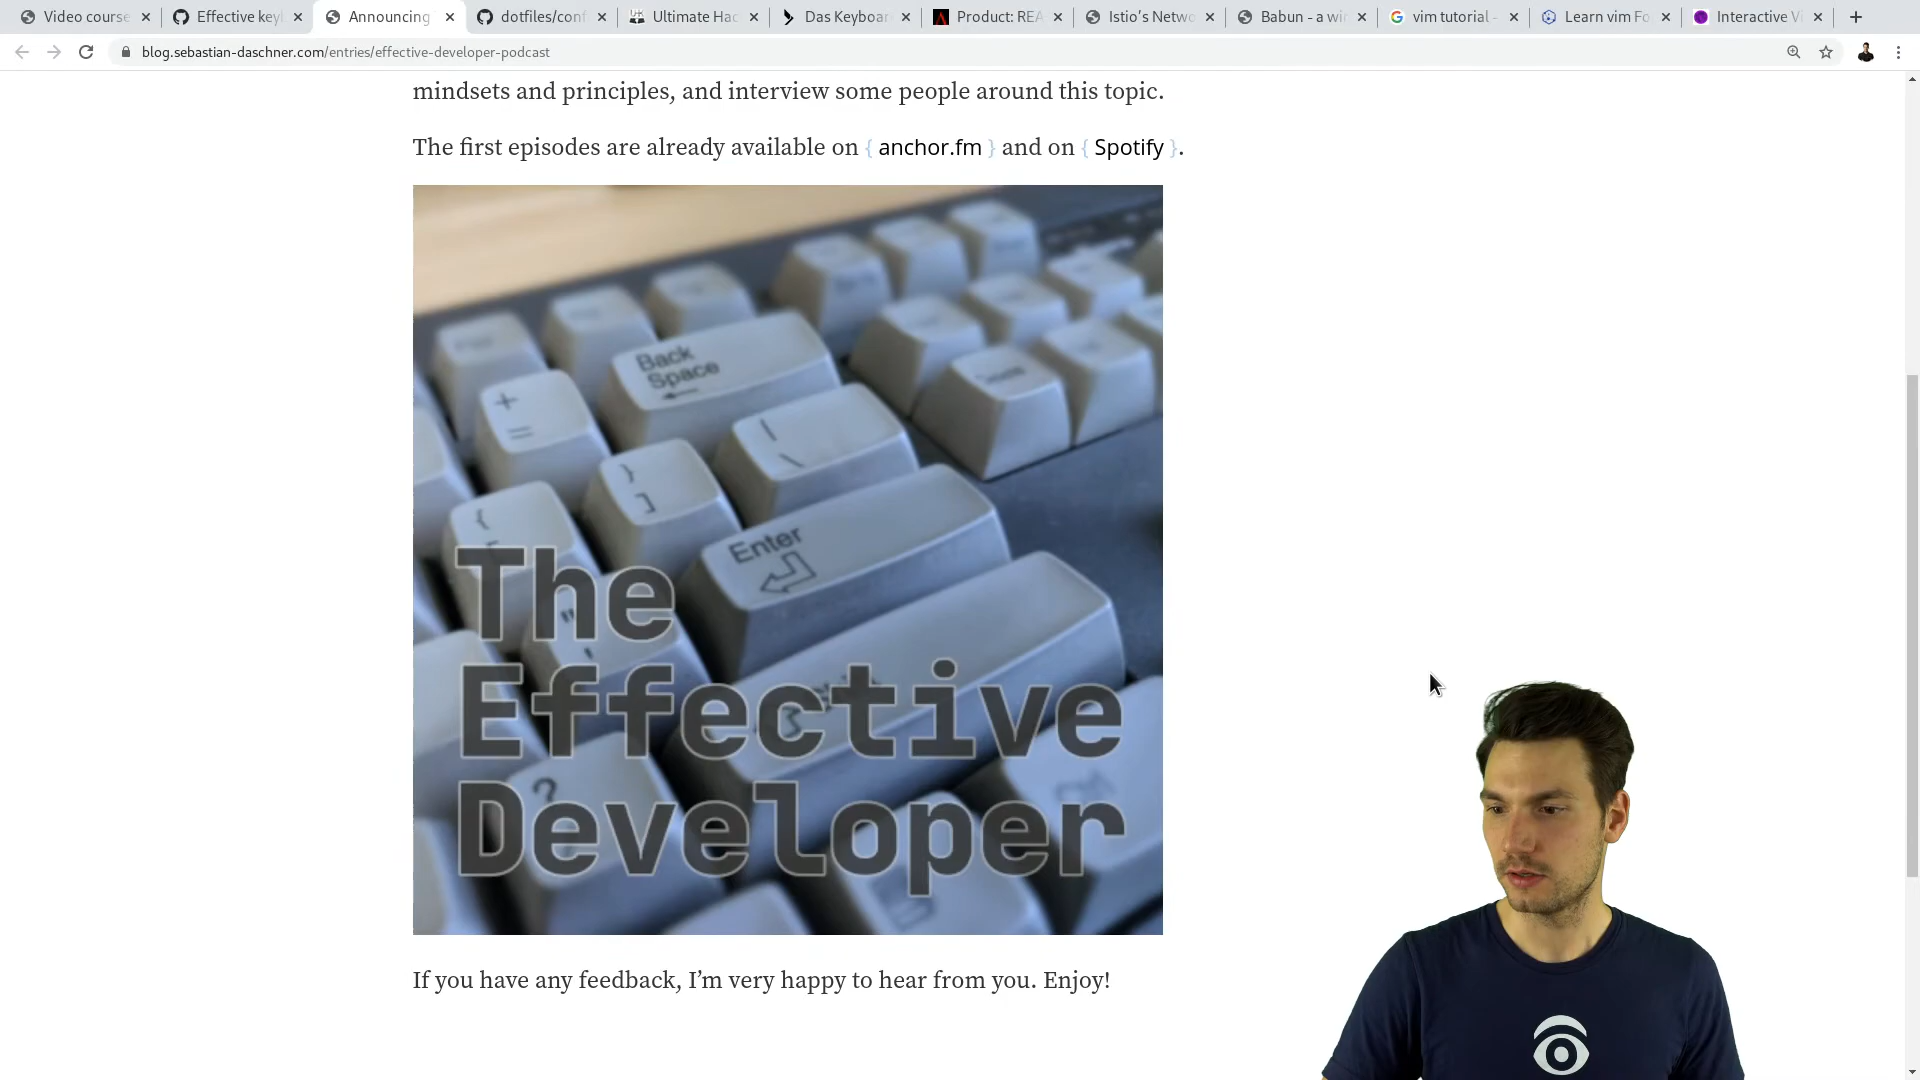 Video course
Effective key
Announcing
dotfiles/conf
Ultimate Hac
Das Keyboar
Product: REA
Istio's Netwo
Babun - a wi
vim tutorial -
Learn vim Fo
Interactive Vi
blog.sebastian-daschner.com/entries/effective-developer-podcast
mindsets and principles, and interview some people around this topic.
The first episodes are already available on { anchor.fm } and on { Spotify }.
Back
Space
+
=
|
\
}
]
{
Enter
"
'
?
The
Effective
Developer
If you have any feedback, I'm very happy to hear from you. Enjoy!